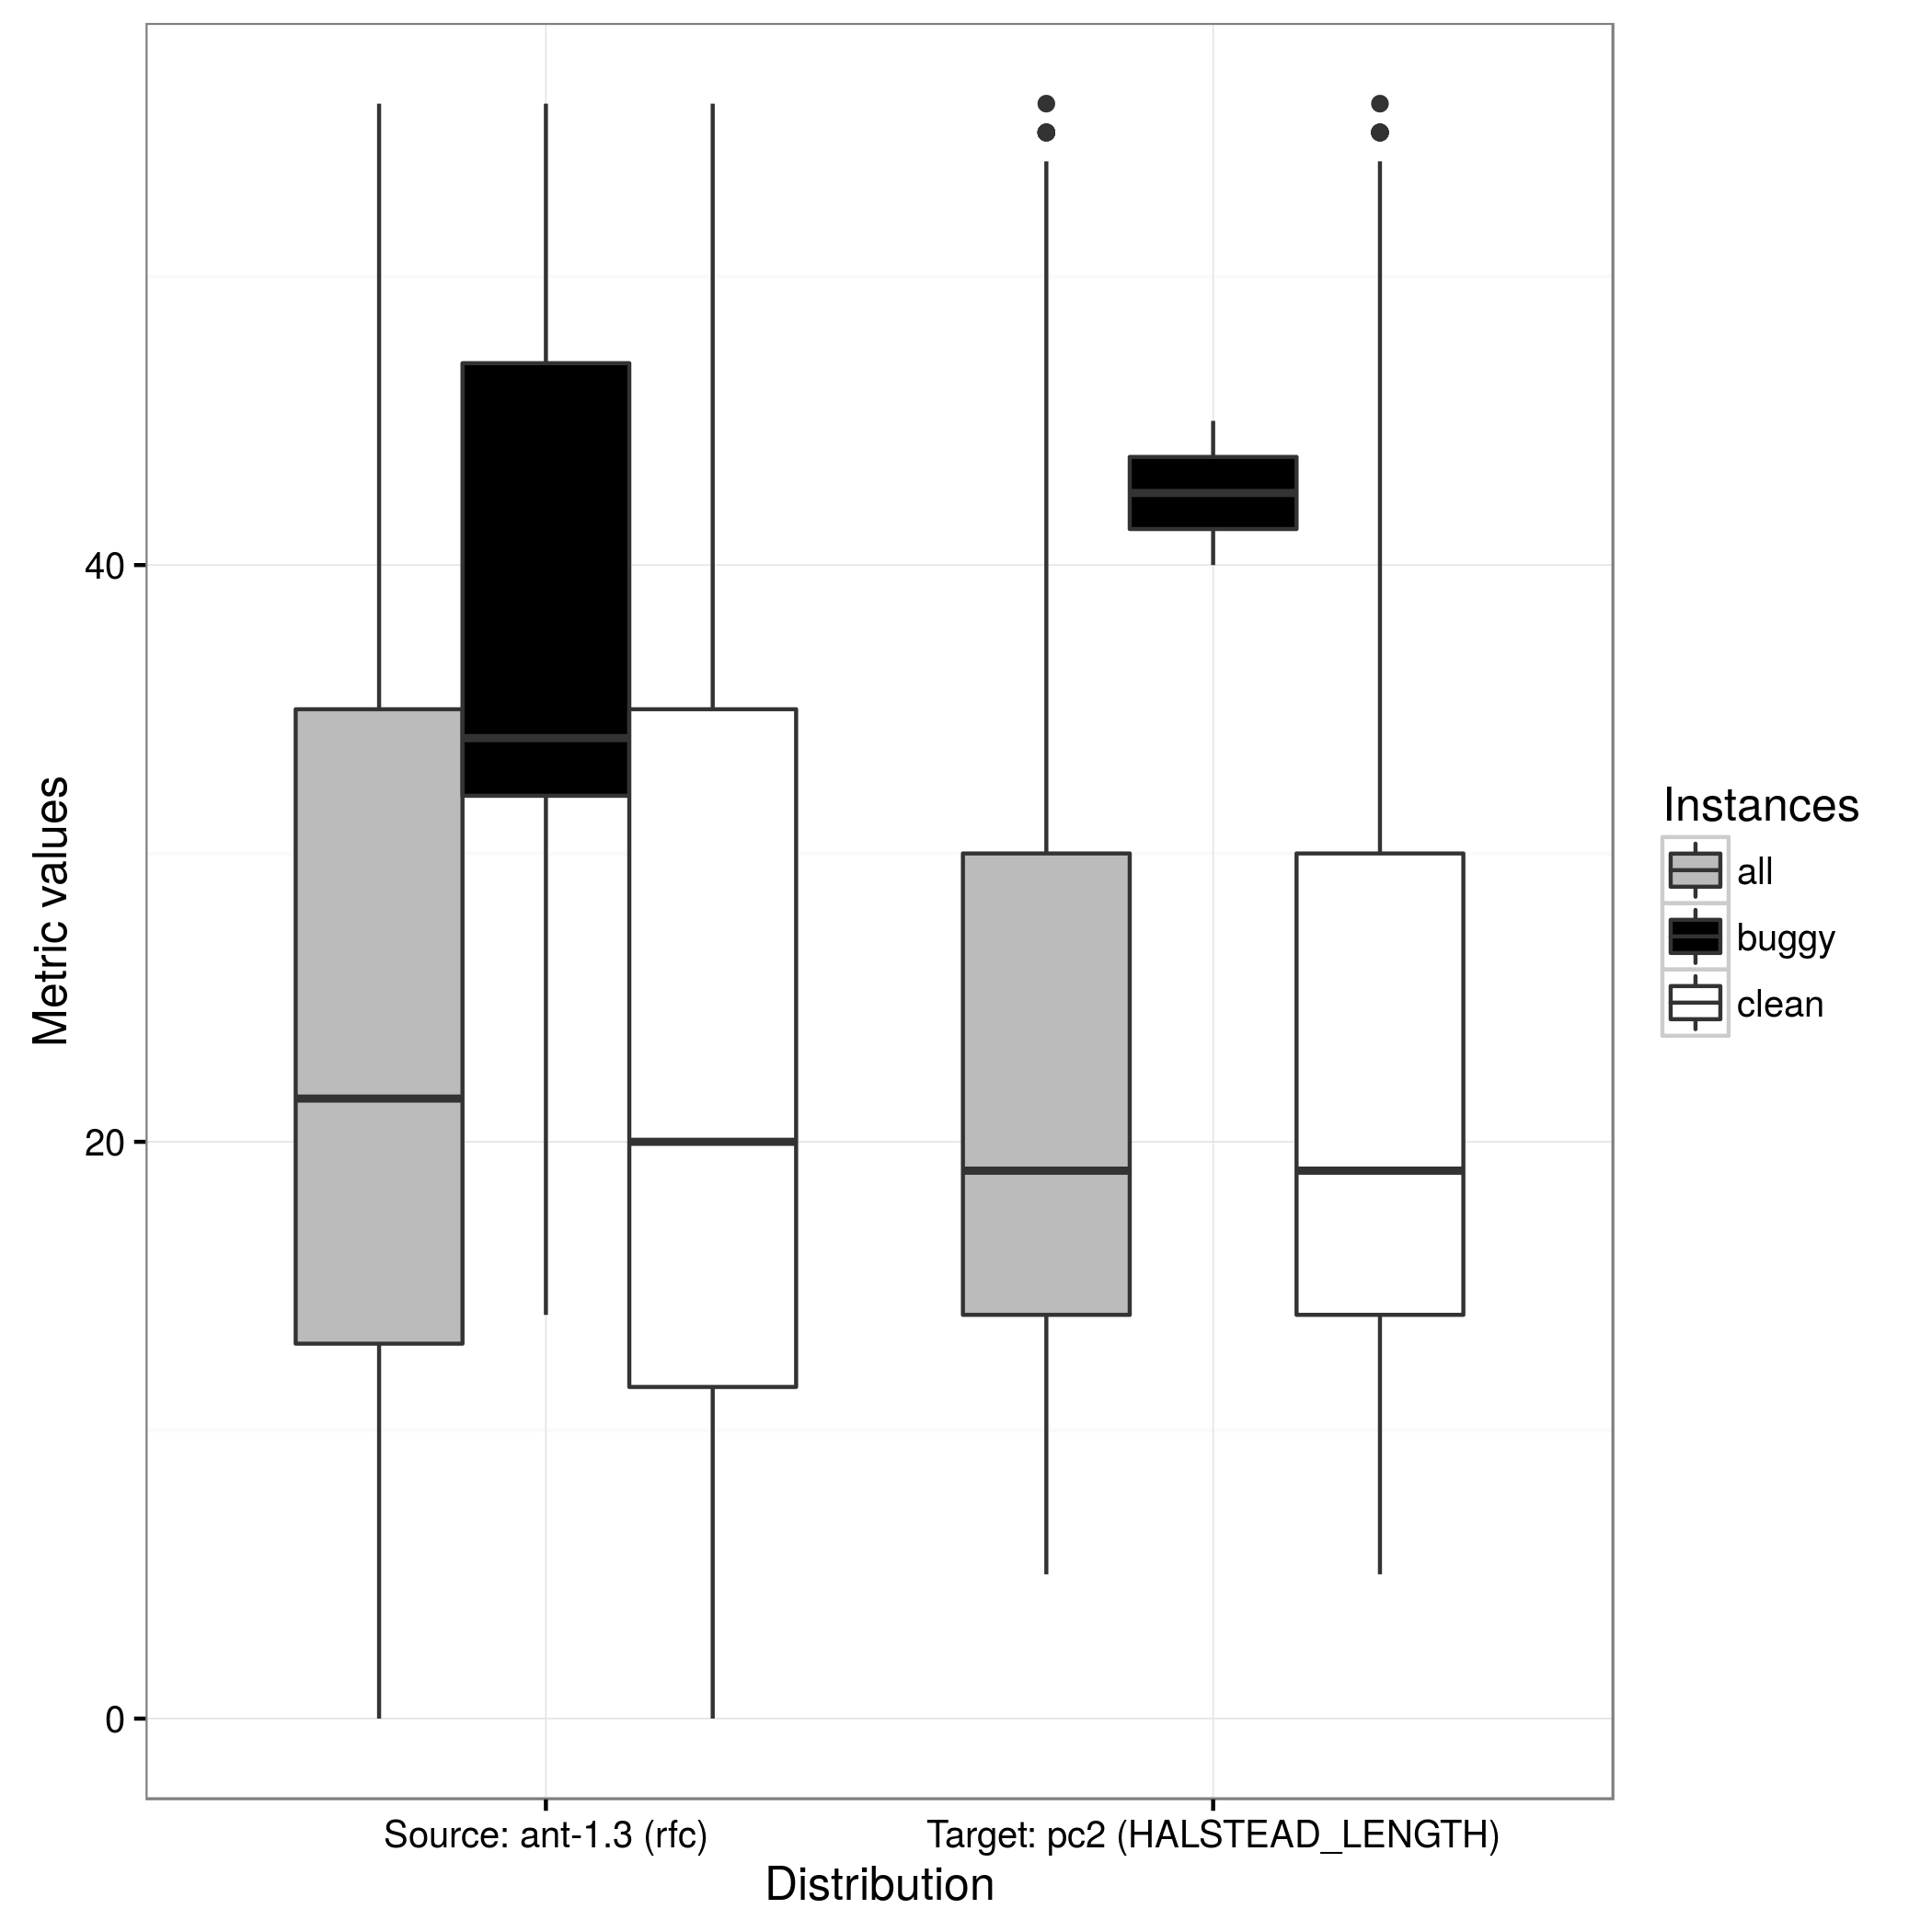 Metric values
40
20
0
Source: ant-1.3 (rfc)
Target: pc2 (HALSTEAD_LENGTH)
Distribution
Instances
all
buggy
clean